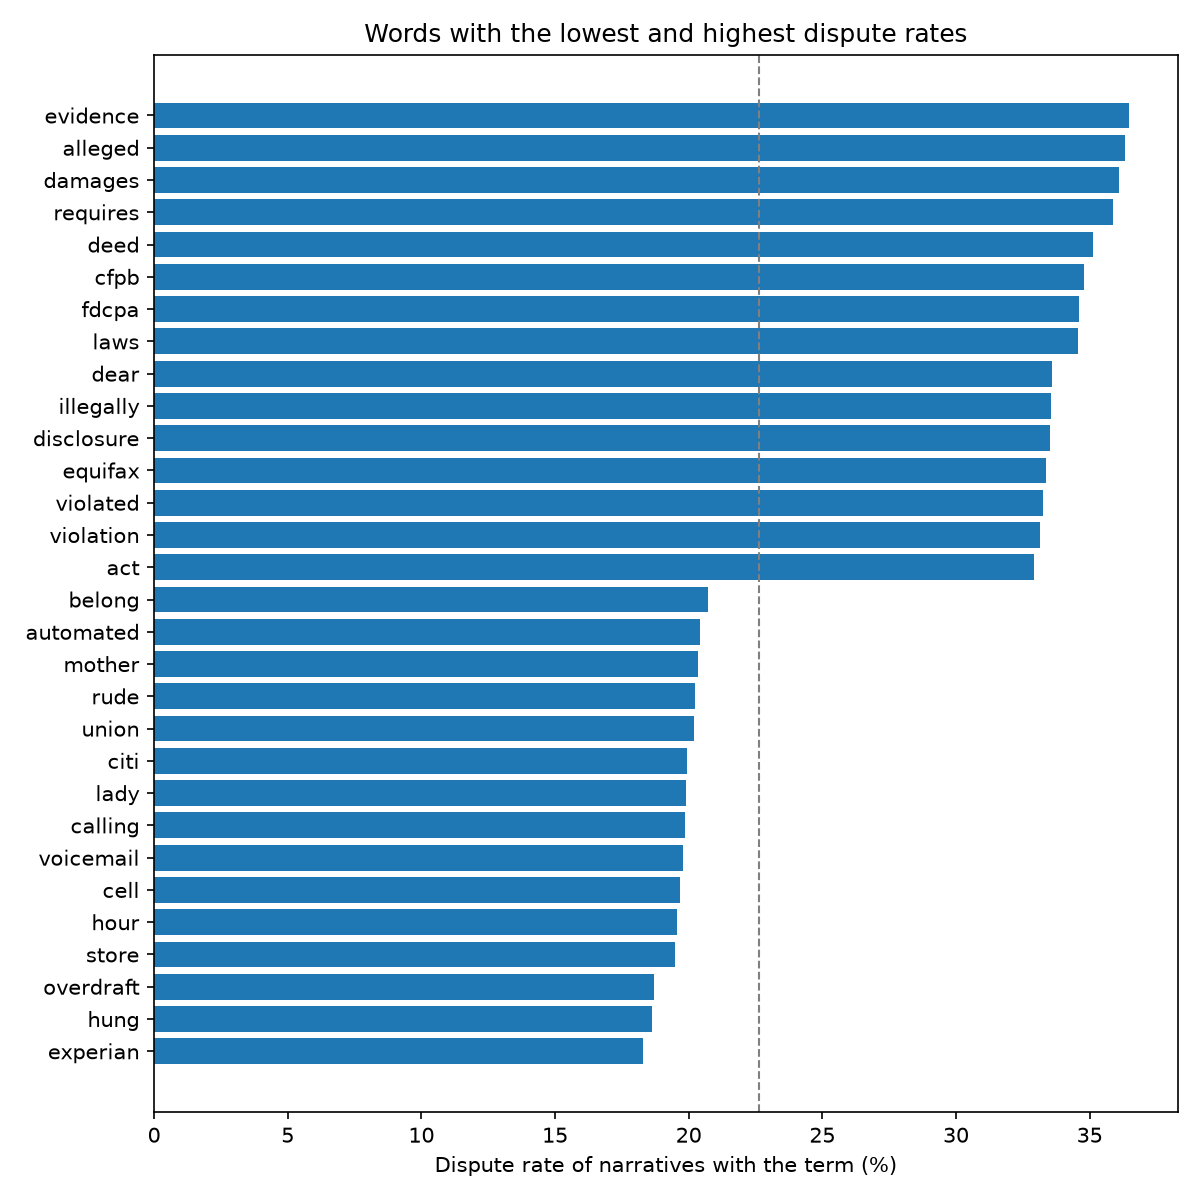 Words with the lowest and highest dispute rates
evidence
alleged
damages
requires
deed
cfpb
fdcpa
laws
dear
illegally
disclosure
equifax
violated
violation
act
belong
automated
mother
rude
union
citi
lady
calling
voicemail
cell
hour
store
overdraft
hung
experian
0 5 10 15 20 25 30 35
Dispute rate of narratives with the term (%)